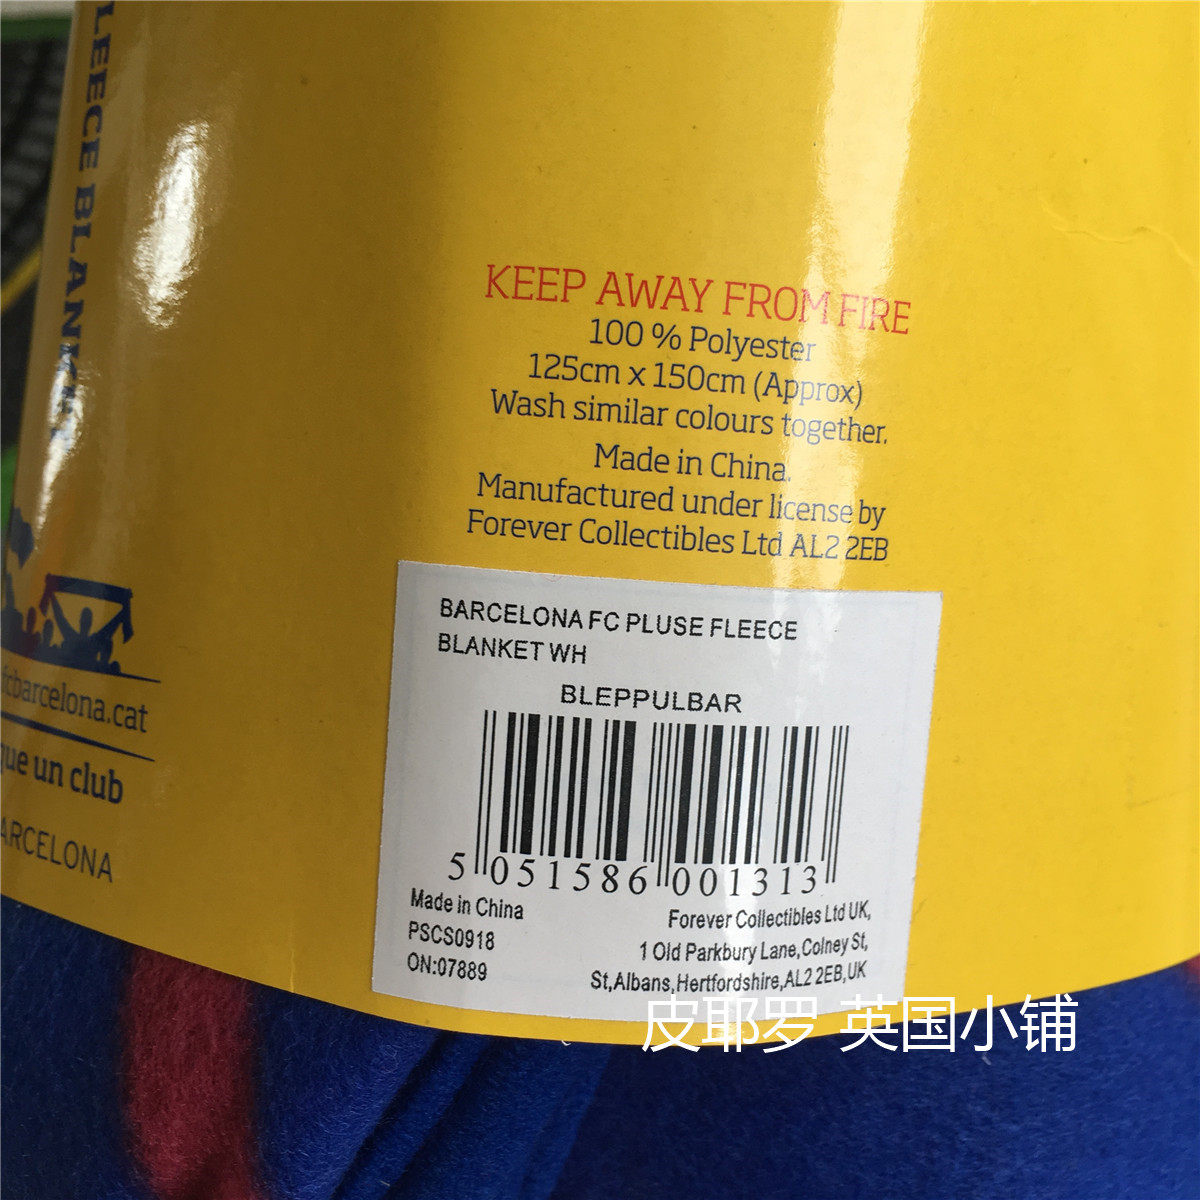 KEEP AWAY FROM FIRE
100 % Polyester
125cm x 150cm (Approx)
Wash similar colours together.
Made in China.
Manufactured under license by
Forever Collectibles Ltd AL2 2EB
BARCELONA FC PLUSE FLEECE
BLANKET WH
BLEPPULBAR
5 051586 001313
Made in China
PSCS0918
ON:07889
Forever Collectibles Ltd UK,
1 Old Parkbury Lane,Colney St,
St,Albans,Hertfordshire,AL2 2EB,UK
LEECE BLANK
fcbarcelona.cat
que un club
ARCELONA
皮耶罗 英国小铺